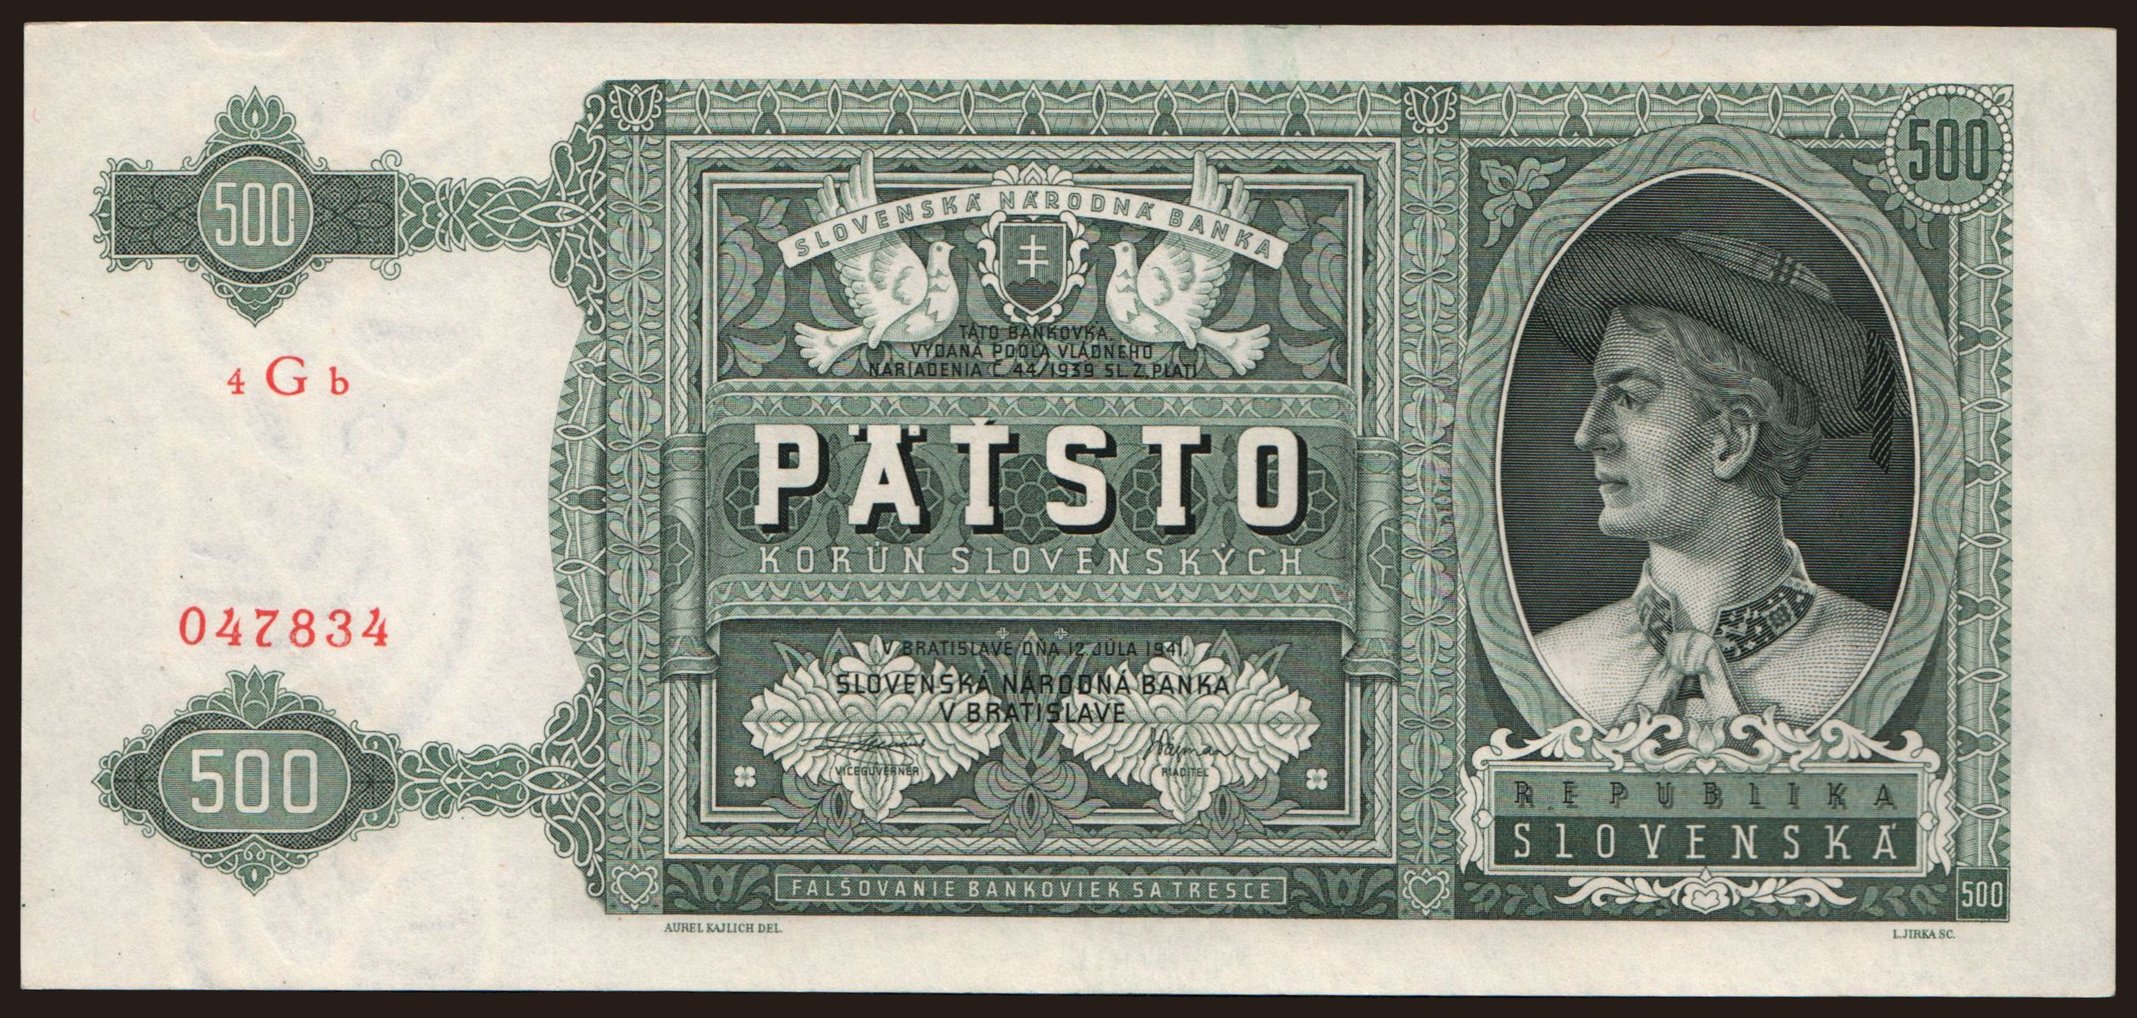 500
500
SLOVENSKÁ NÁRODNÁ BANKA
TÁTO BANKOVKA,
VYDANÁ PODĽA VLÁDNEHO
NARIADENIA Č. 44/1939 SL. Z. PLATÍ
4 G b
PÄŤSTO
KORÚN SLOVENSKÝCH
047834
V BRATISLAVE DŇA 12. JÚLA 1941.
SLOVENSKÁ NÁRODNÁ BANKA
V BRATISLAVE
VICEGUVERNÉR
RIADITEĽ
500
REPUBLIKA
SLOVENSKÁ
FALŠOVANIE BANKOVIEK SA TRESCE
500
AUREL KAJLICH DEL.
L. JIRKA SC.